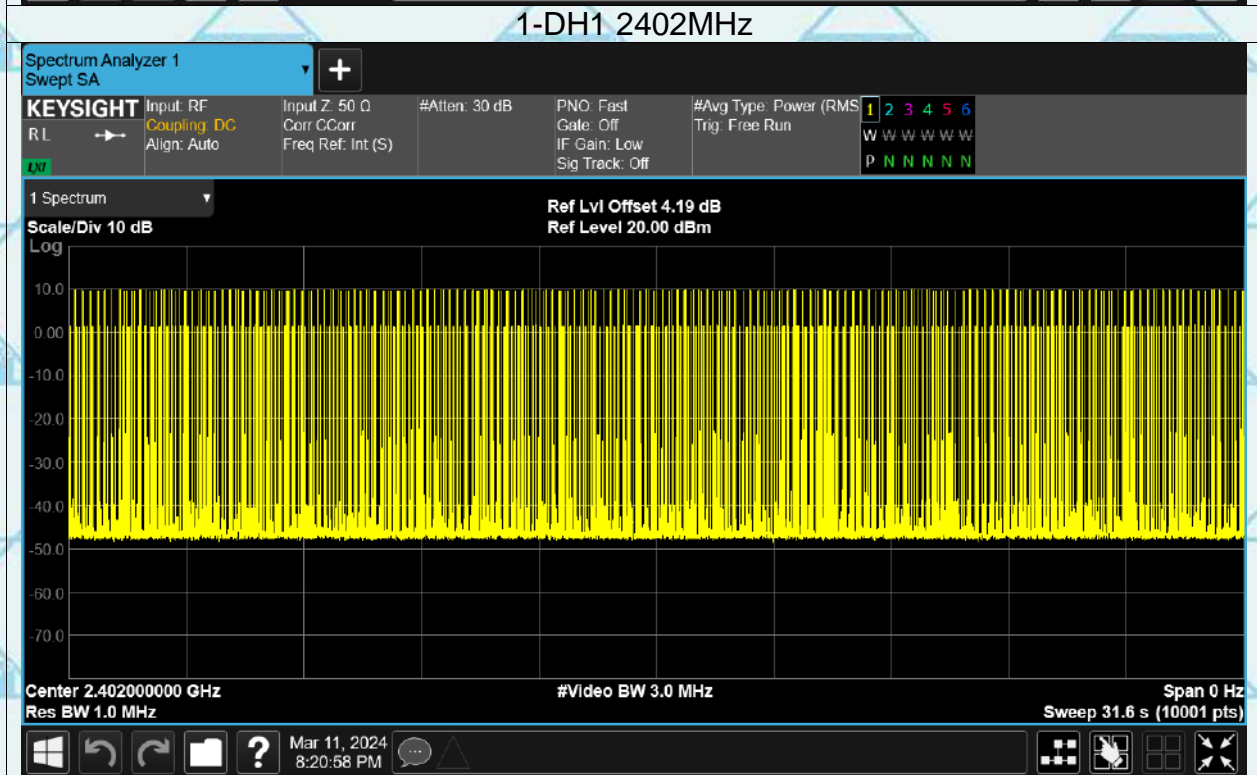 1-DH1 2402MHz
Spectrum Analyzer 1
Swept SA
+
KEYSIGHT
R L
LXI
Input: RF
Coupling: DC
Align: Auto
Input Z: 50 Ω
Corr CCorr
Freq Ref: Int (S)
#Atten: 30 dB
PNO: Fast
Gate: Off
IF Gain: Low
Sig Track: Off
#Avg Type: Power (RMS
Trig: Free Run
1 2 3 4 5 6
W W W W W W
P N N N N N
1 Spectrum
Scale/Div 10 dB
Ref Lvl Offset 4.19 dB
Ref Level 20.00 dBm
Log
10.0
0.00
-10.0
-20.0
-30.0
-40.0
-50.0
-60.0
-70.0
Center 2.402000000 GHz
#Video BW 3.0 MHz
Span 0 Hz
Res BW 1.0 MHz
Sweep 31.6 s (10001 pts)
?
Mar 11, 2024
8:20:58 PM